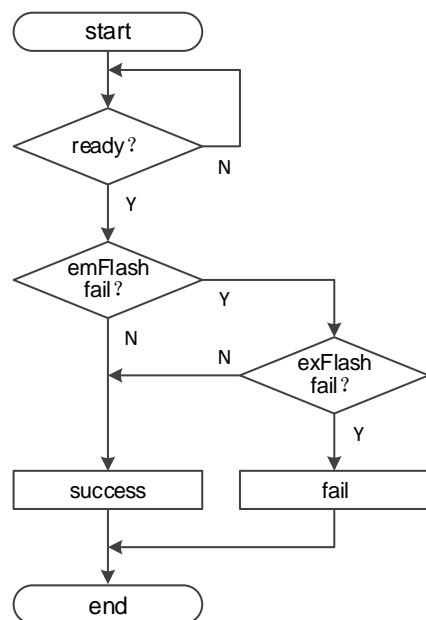 start
ready?
N
Y
emFlash
fail?
Y
N
N
exFlash
fail?
Y
success
fail
end